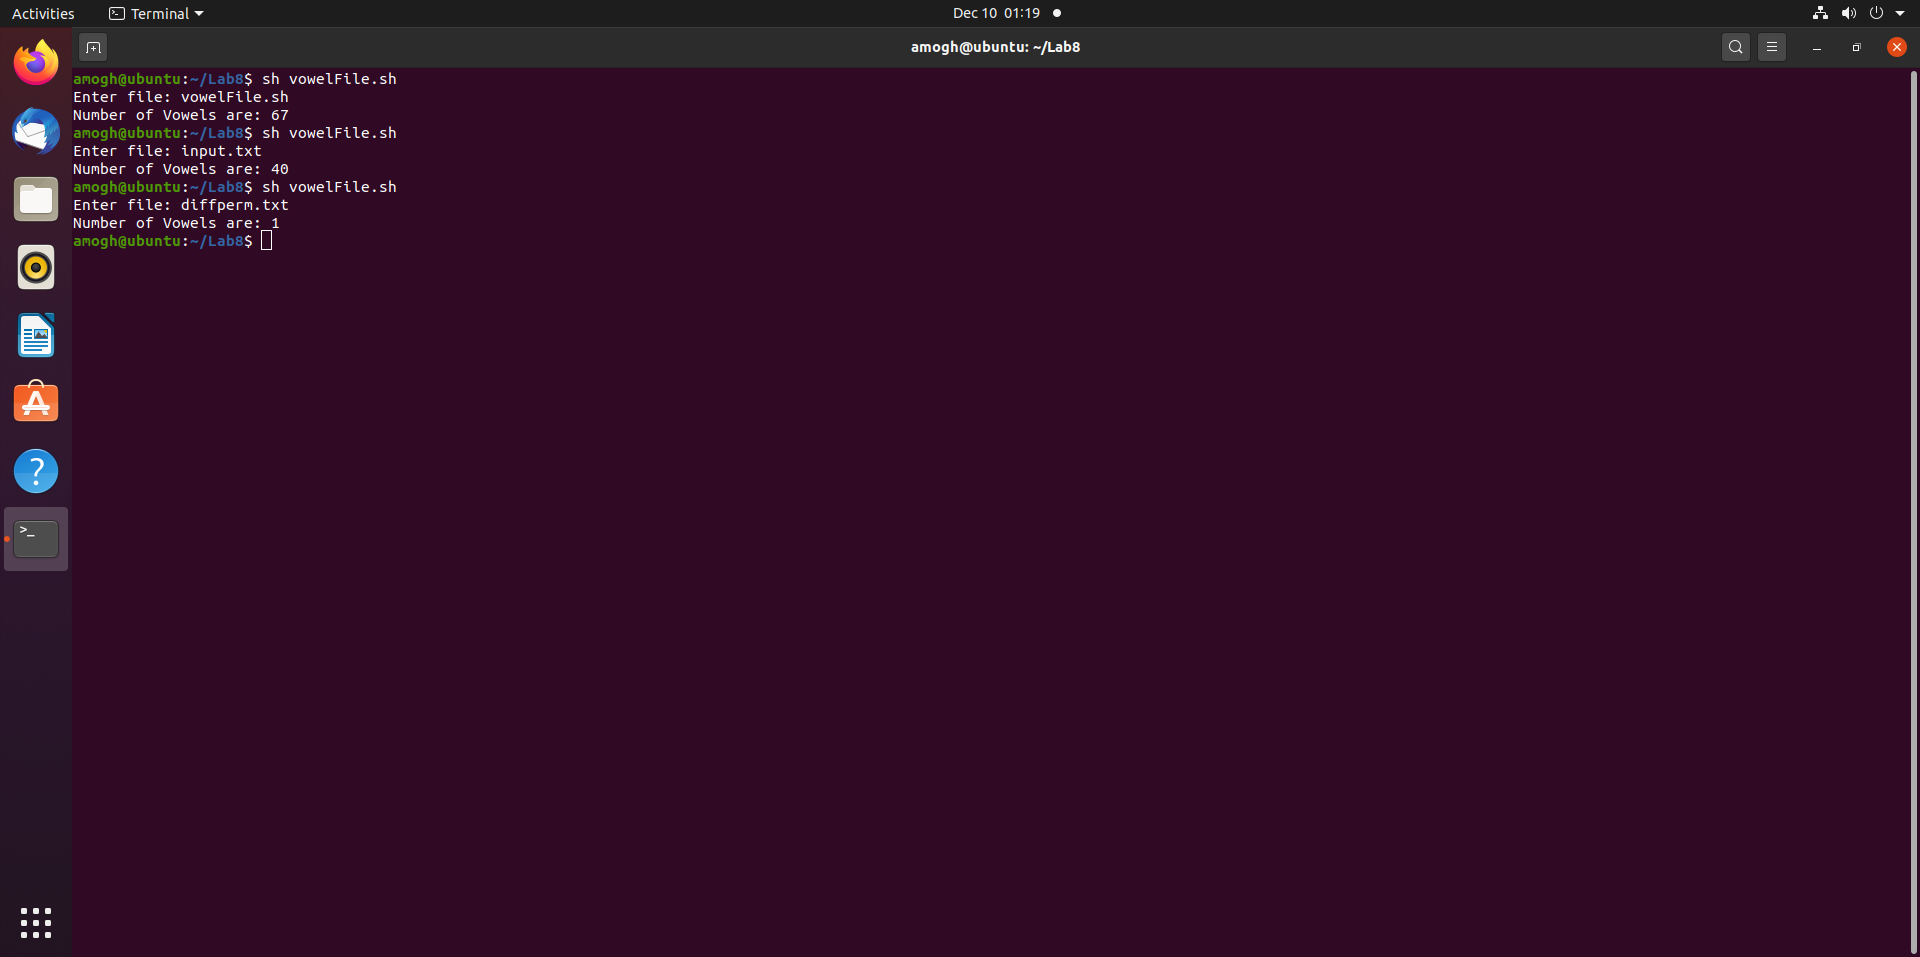 Activities
Terminal
Dec 10 01:19
amogh@ubuntu: ~/Lab8
amogh@ubuntu:~/Lab8$ sh vowelFile.sh
Enter file: vowelFile.sh
Number of Vowels are: 67
amogh@ubuntu:~/Lab8$ sh vowelFile.sh
Enter file: input.txt
Number of Vowels are: 40
amogh@ubuntu:~/Lab8$ sh vowelFile.sh
Enter file: diffperm.txt
Number of Vowels are: 1
amogh@ubuntu:~/Lab8$